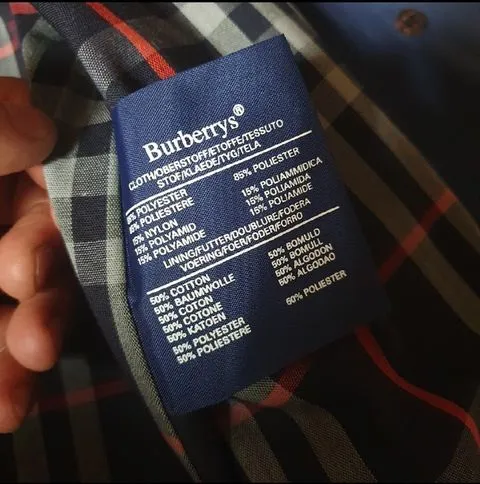 Burberrys®
CLOTH/OBERSTOFF/ETOFFE/TESSUTO
STOF/KLAEDE/TYG/TELA
85% POLYESTER 85% POLIESTER
85% POLIESTERE 15% POLIAMMIDICA
15% NYLON 15% POLIAMIDA
15% POLYAMID 15% POLIAMIDE
15% POLYAMIDE
LINING/FUTTER/DOUBLURE/FODERA
VOERING/FOER/FODER/FORRO
50% COTTON 50% BOMULD
50% BAUMWOLLE 50% BOMULL
50% COTON 50% ALGODON
50% COTONE 50% ALGODAO
50% KATOEN
50% POLYESTER 50% POLIESTER
50% POLIESTERE